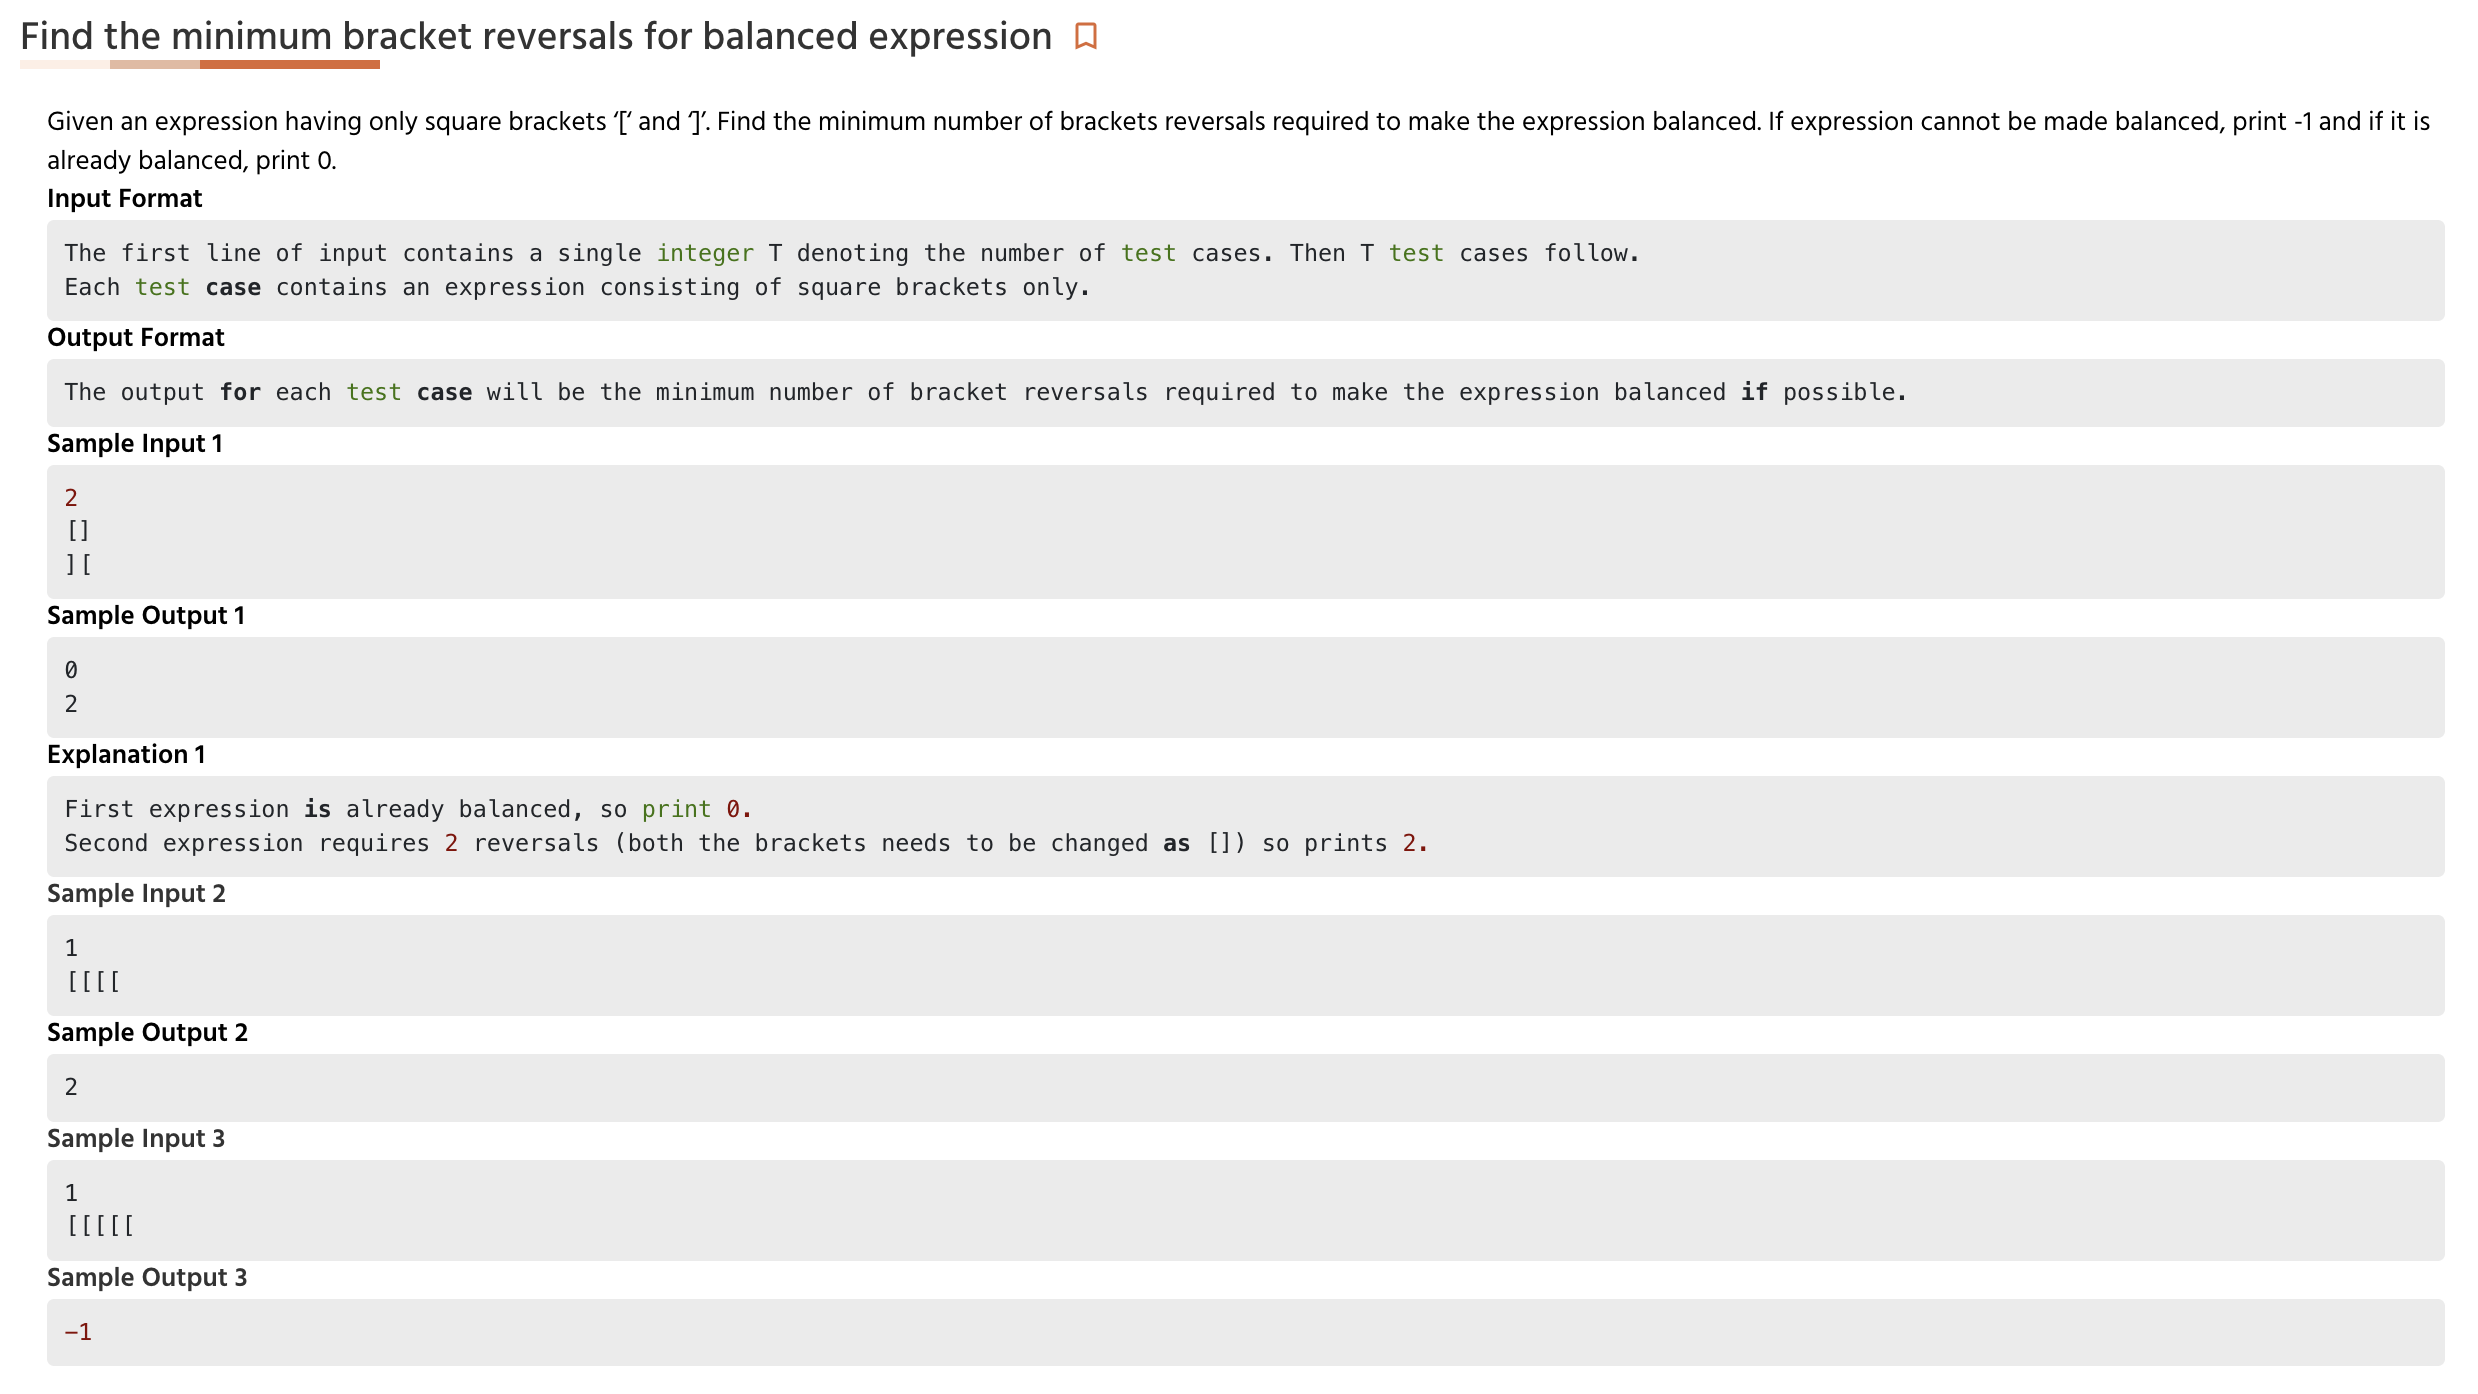 Find the minimum bracket reversals for balanced expression
Given an expression having only square brackets ‘[‘ and ‘]’. Find the minimum number of brackets reversals required to make the expression balanced. If expression cannot be made balanced, print -1 and if it is
already balanced, print 0.
Input Format
The first line of input contains a single integer T denoting the number of test cases. Then T test cases follow.
Each test case contains an expression consisting of square brackets only.
Output Format
The output for each test case will be the minimum number of bracket reversals required to make the expression balanced if possible.
Sample Input 1
2
[]
][
Sample Output 1
0
2
Explanation 1
First expression is already balanced, so print 0.
Second expression requires 2 reversals (both the brackets needs to be changed as []) so prints 2.
Sample Input 2
1
[[[[
Sample Output 2
2
Sample Input 3
1
[[[[[
Sample Output 3
−1